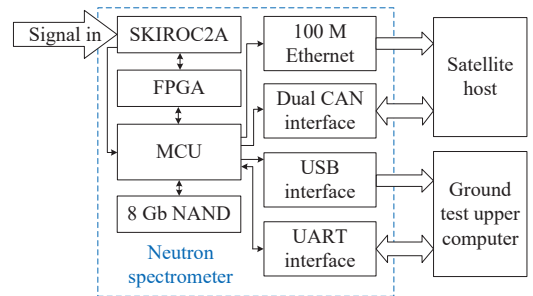 Signal in
SKIROC2A
FPGA
MCU
8 Gb NAND
Neutron
spectrometer
100 M
Ethernet
Dual CAN
interface
USB
interface
UART
interface
Satellite
host
Ground
test upper
computer